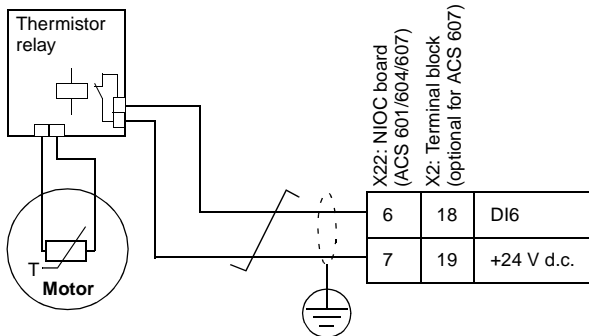 Thermistor
relay
X22: NIOC board
(ACS 601/604/607)
X2: Terminal block
(optional for ACS 607)
6 18 DI6
7 19 +24 V d.c.
T
Motor